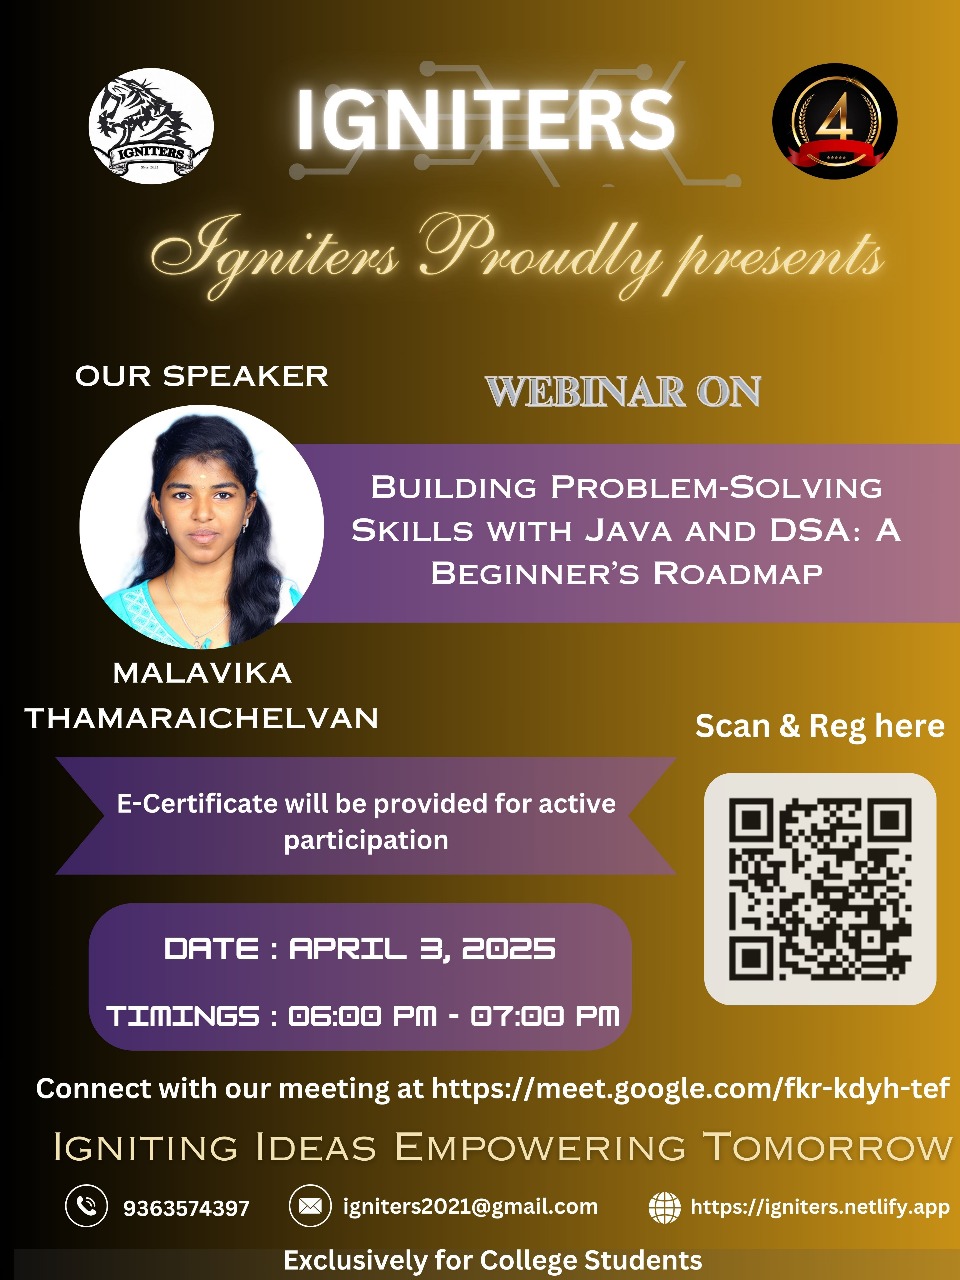 IGNITERS
IGNITERS
4
Igniters Proudly presents
OUR SPEAKER
WEBINAR ON
BUILDING PROBLEM-SOLVING
SKILLS WITH JAVA AND DSA: A
BEGINNER'S ROADMAP
MALAVIKA
THAMARAICHELVAN
Scan & Reg here
E-Certificate will be provided for active
participation
DATE : APRIL 3, 2025
TIMINGS : 06:00 PM - 07:00 PM
Connect with our meeting at https://meet.google.com/fkr-kdyh-tef
IGNITING IDEAS EMPOWERING TOMORROW
9363574397
igniters2021@gmail.com
https://igniters.netlify.app
Exclusively for College Students